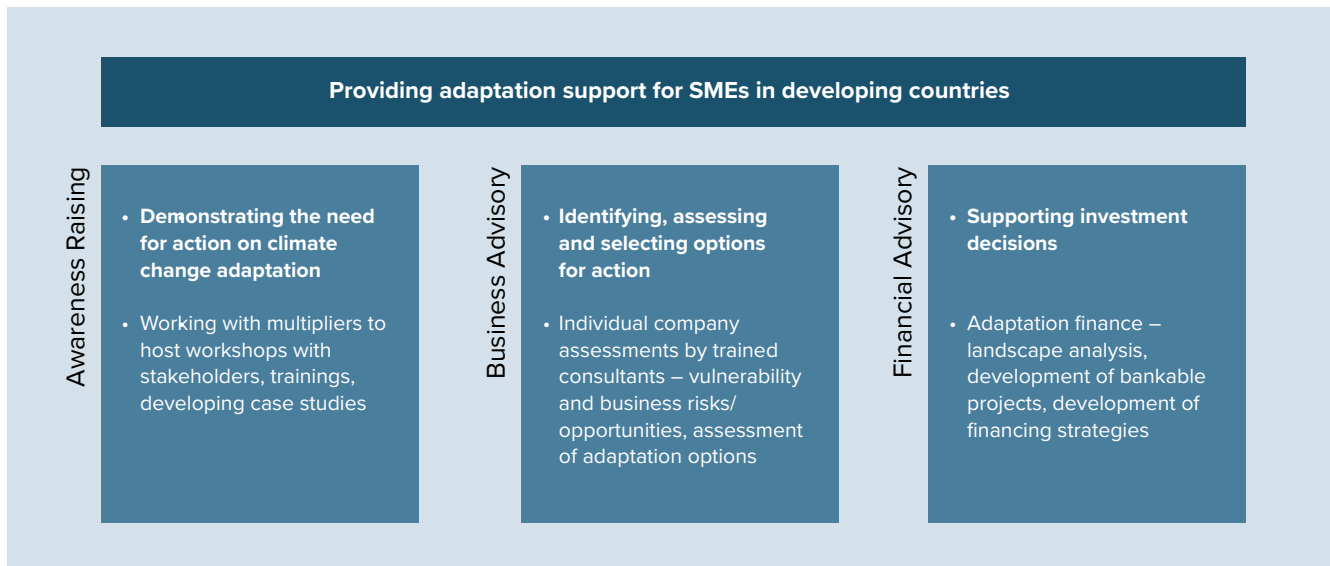 Providing adaptation support for SMEs in developing countries
Awareness Raising
• Demonstrating the need
for action on climate
change adaptation
• Working with multipliers to
host workshops with
stakeholders, trainings,
developing case studies
Business Advisory
• Identifying, assessing
and selecting options
for action
• Individual company
assessments by trained
consultants – vulnerability
and business risks/
opportunities, assessment
of adaptation options
Financial Advisory
• Supporting investment
decisions
• Adaptation finance –
landscape analysis,
development of bankable
projects, development of
financing strategies